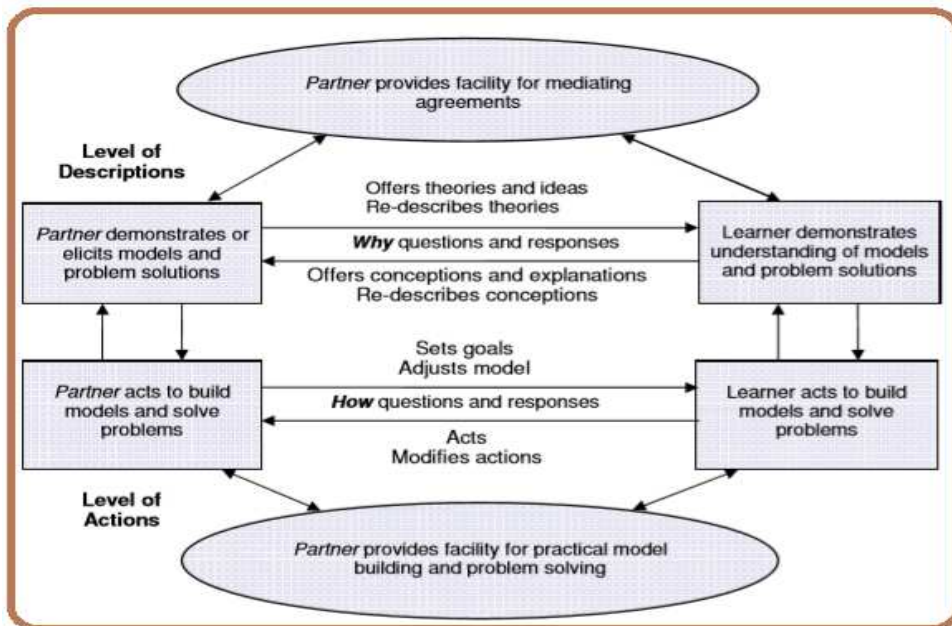 Partner provides facility for mediating
agreements
Level of
Descriptions
Offers theories and ideas
Re-describes theories
Partner demonstrates or
elicits models and
problem solutions
Why questions and responses
Learner demonstrates
understanding of models
and problem solutions
Offers conceptions and explanations
Re-describes conceptions
Sets goals
Adjusts model
Partner acts to build
models and solve
problems
How questions and responses
Learner acts to build
models and solve
problems
Acts
Modifies actions
Level of
Actions
Partner provides facility for practical model
building and problem solving